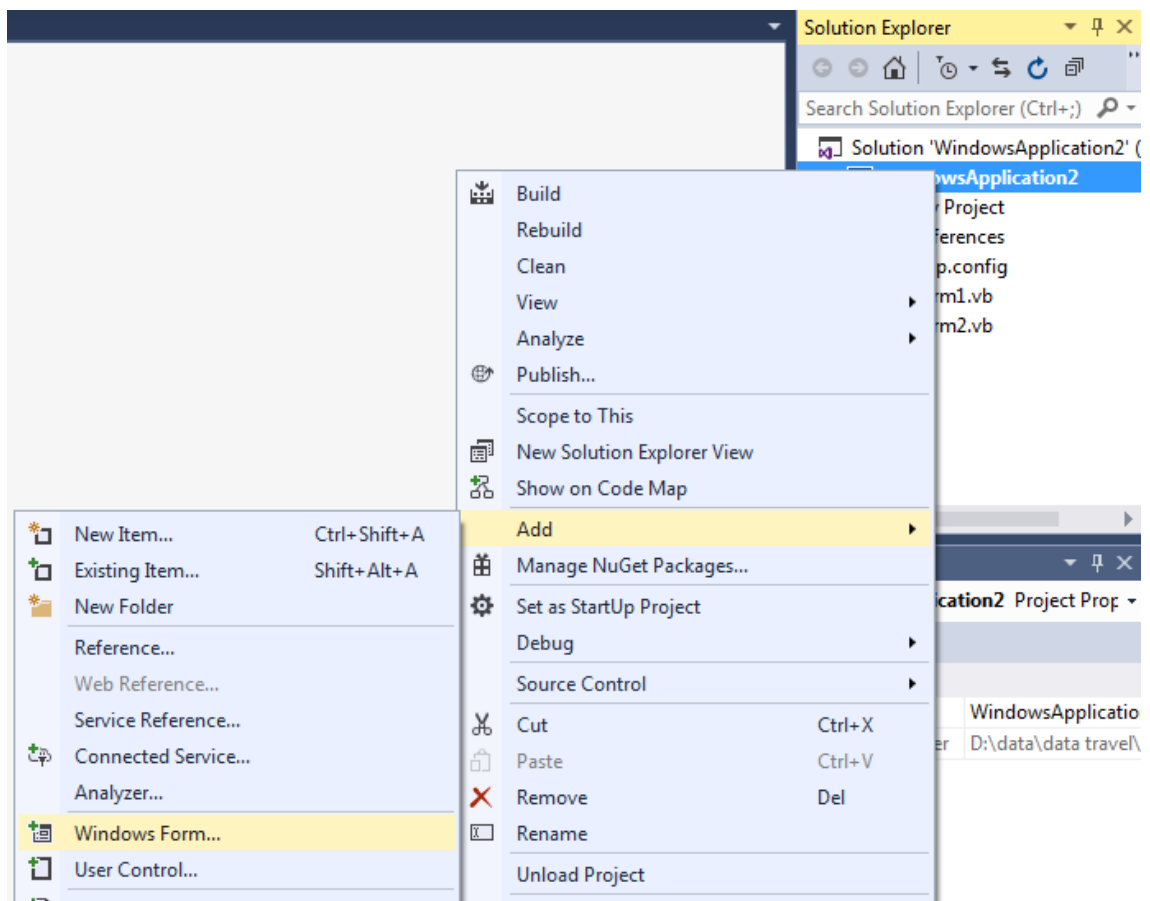 Solution Explorer
Search Solution Explorer (Ctrl+;)
Solution 'WindowsApplication2' (
owsApplication2
Project
ferences
p.config
rm1.vb
rm2.vb
Build
Rebuild
Clean
View
Analyze
Publish...
Scope to This
New Solution Explorer View
Show on Code Map
Add
Manage NuGet Packages...
Set as StartUp Project
Debug
Source Control
Cut Ctrl+X
Paste Ctrl+V
Remove Del
Rename
Unload Project
New Item... Ctrl+Shift+A
Existing Item... Shift+Alt+A
New Folder
Reference...
Web Reference...
Service Reference...
Connected Service...
Analyzer...
Windows Form...
User Control...
cation2 Project Prop
WindowsApplicatio
er D:\data\data travel\